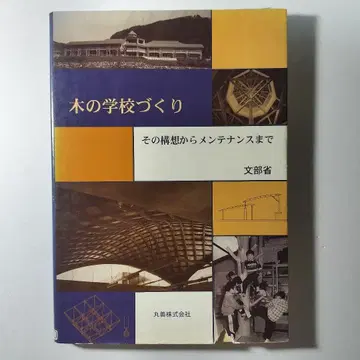 木の学校づくり
その構想からメンテナンスまで
文部省
丸善株式会社